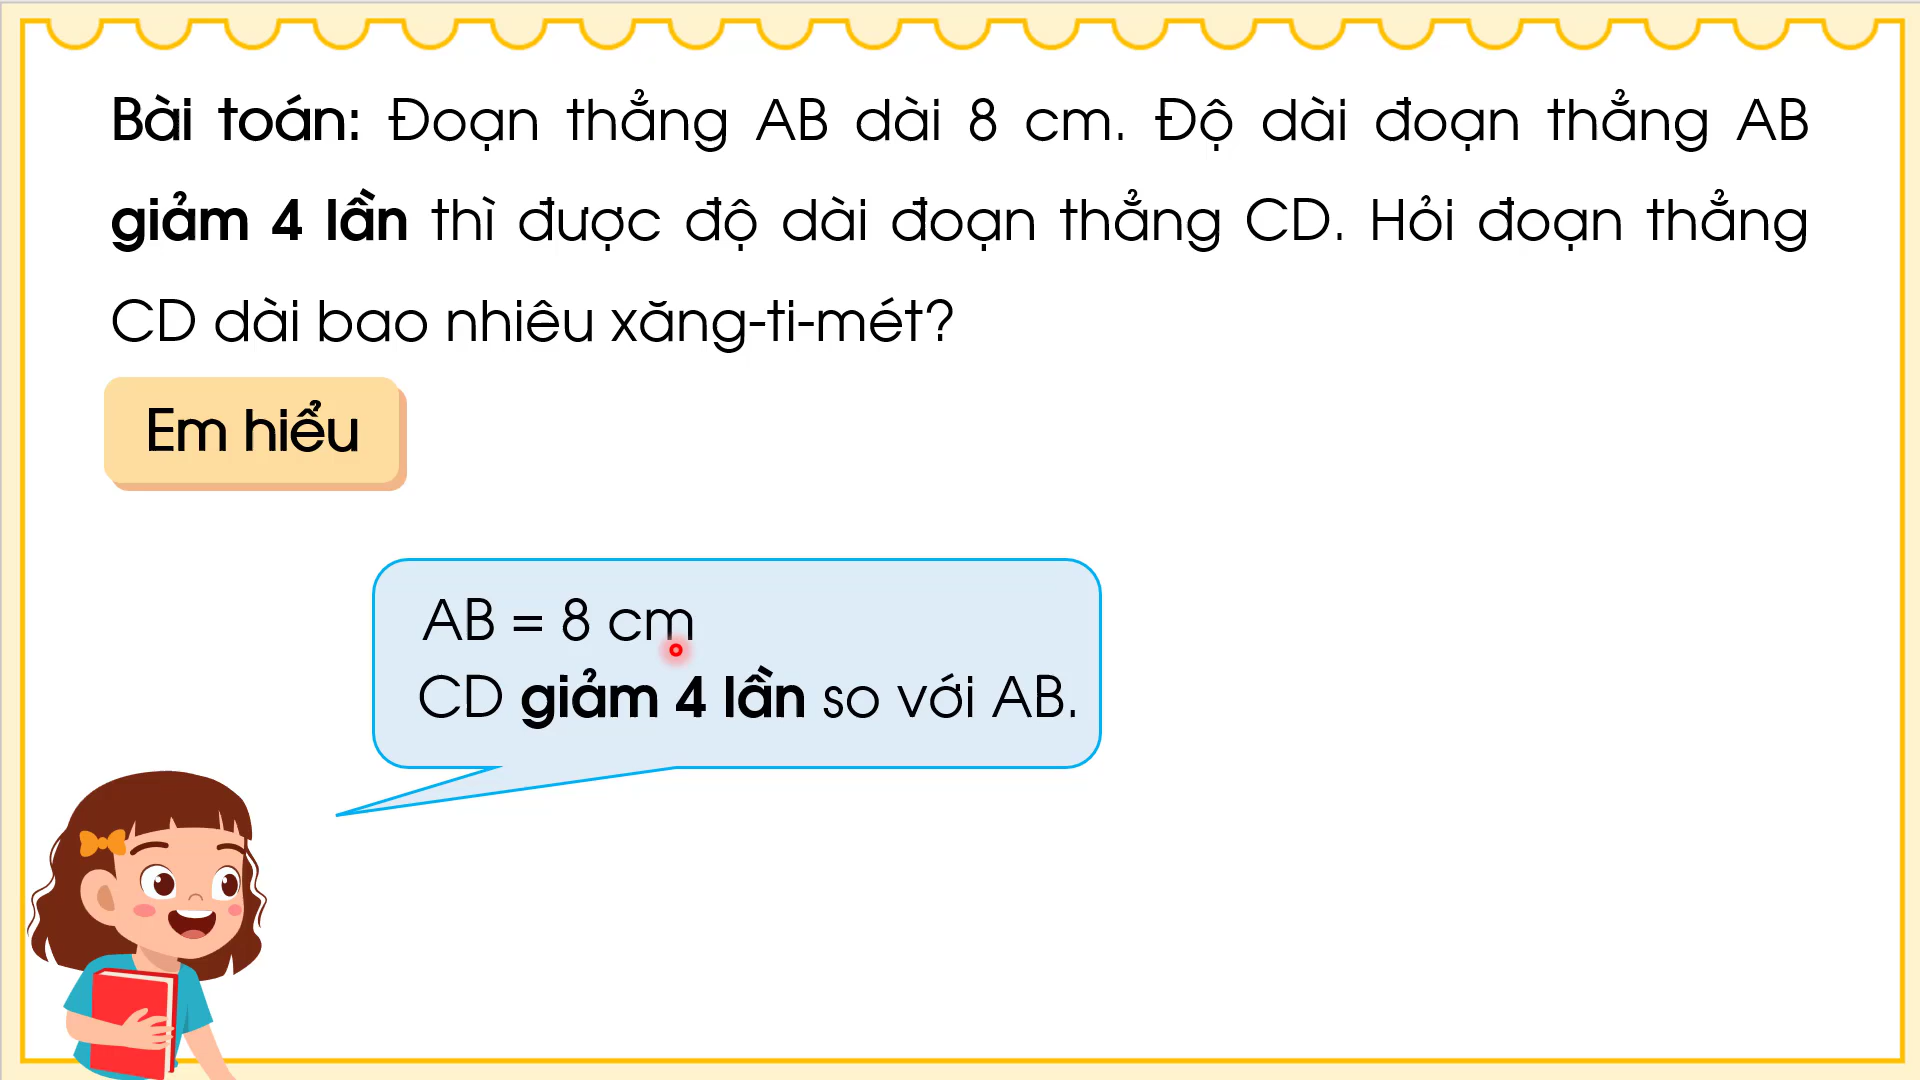 Bài toán: Đoạn thẳng AB dài 8 cm. Độ dài đoạn thẳng AB
giảm 4 lần thì được độ dài đoạn thẳng CD. Hỏi đoạn thẳng
CD dài bao nhiêu xăng-ti-mét?
Em hiểu
AB = 8 cm
CD giảm 4 lần so với AB.